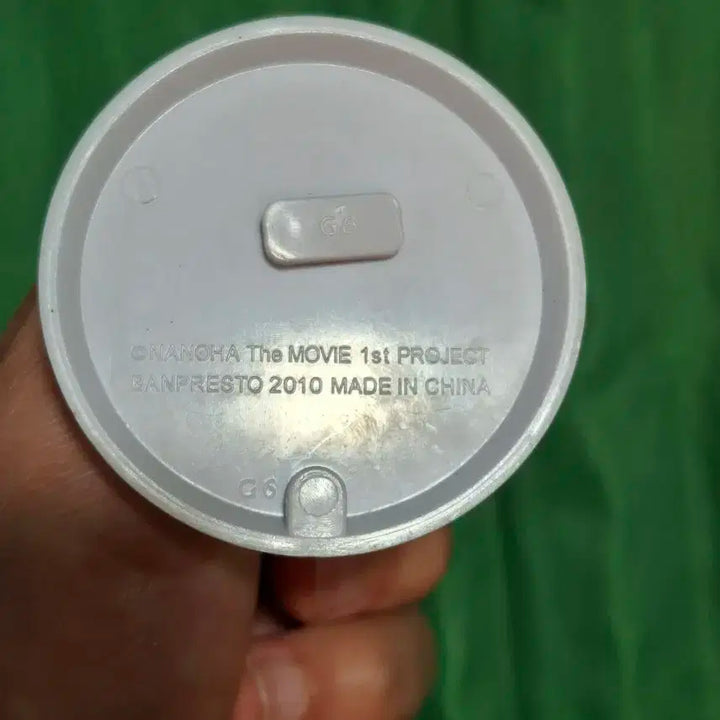 G6
©NANOHA The MOVIE 1st PROJECT
BANPRESTO 2010 MADE IN CHINA
G6